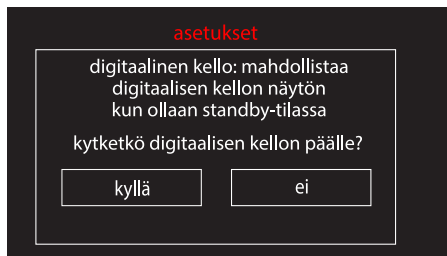 asetukset
digitaalinen kello: mahdollistaa
digitaalisen kellon näytön
kun ollaan standby-tilassa
kytketkö digitaalisen kellon päälle?
kyllä
ei